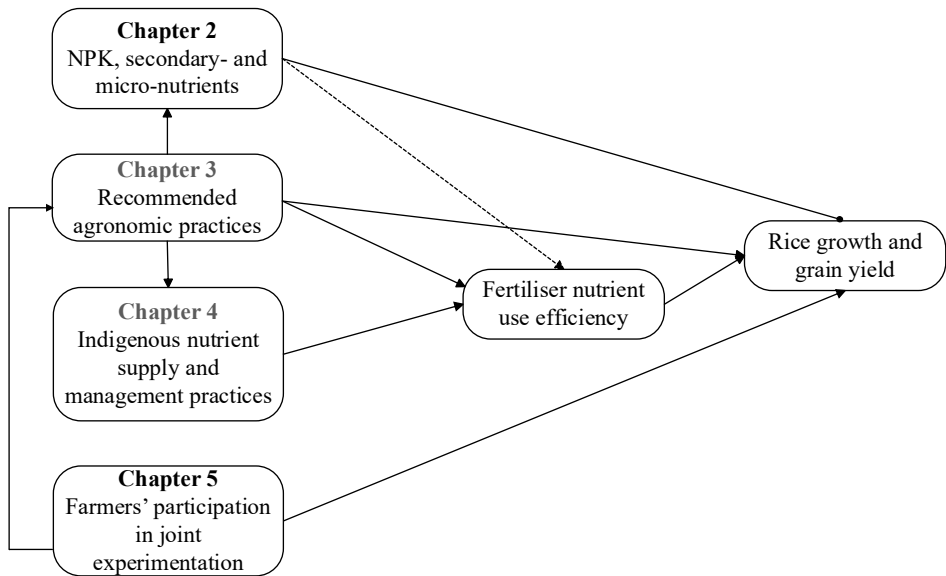 Chapter 2
NPK, secondary- and
micro-nutrients
Chapter 3
Recommended
agronomic practices
Chapter 4
Indigenous nutrient
supply and
management practices
Chapter 5
Farmers’ participation
in joint
experimentation
Fertiliser nutrient
use efficiency
Rice growth and
grain yield